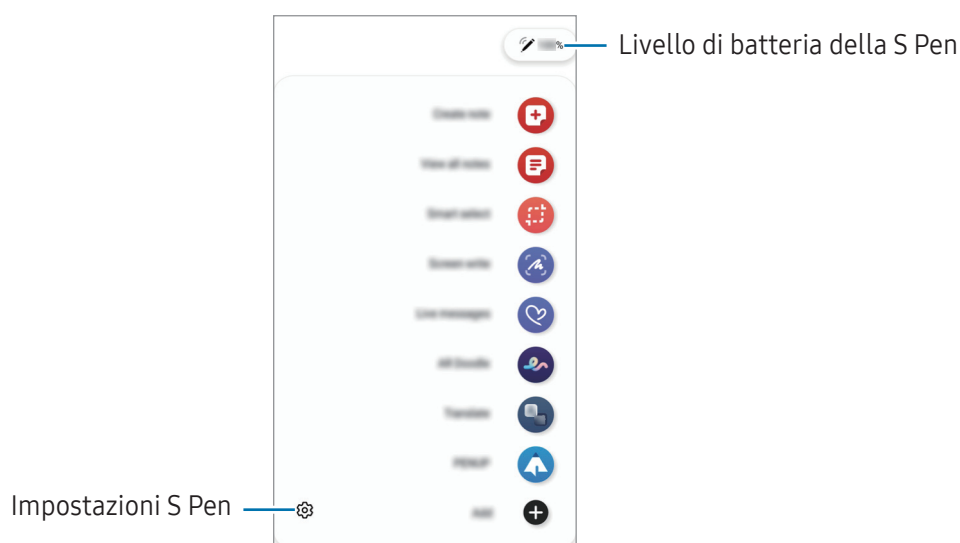 Livello di batteria della S Pen
%
Create note
View all notes
Smart select
Screen write
Live messages
AR Doodle
Translate
PENUP
Impostazioni S Pen
Add